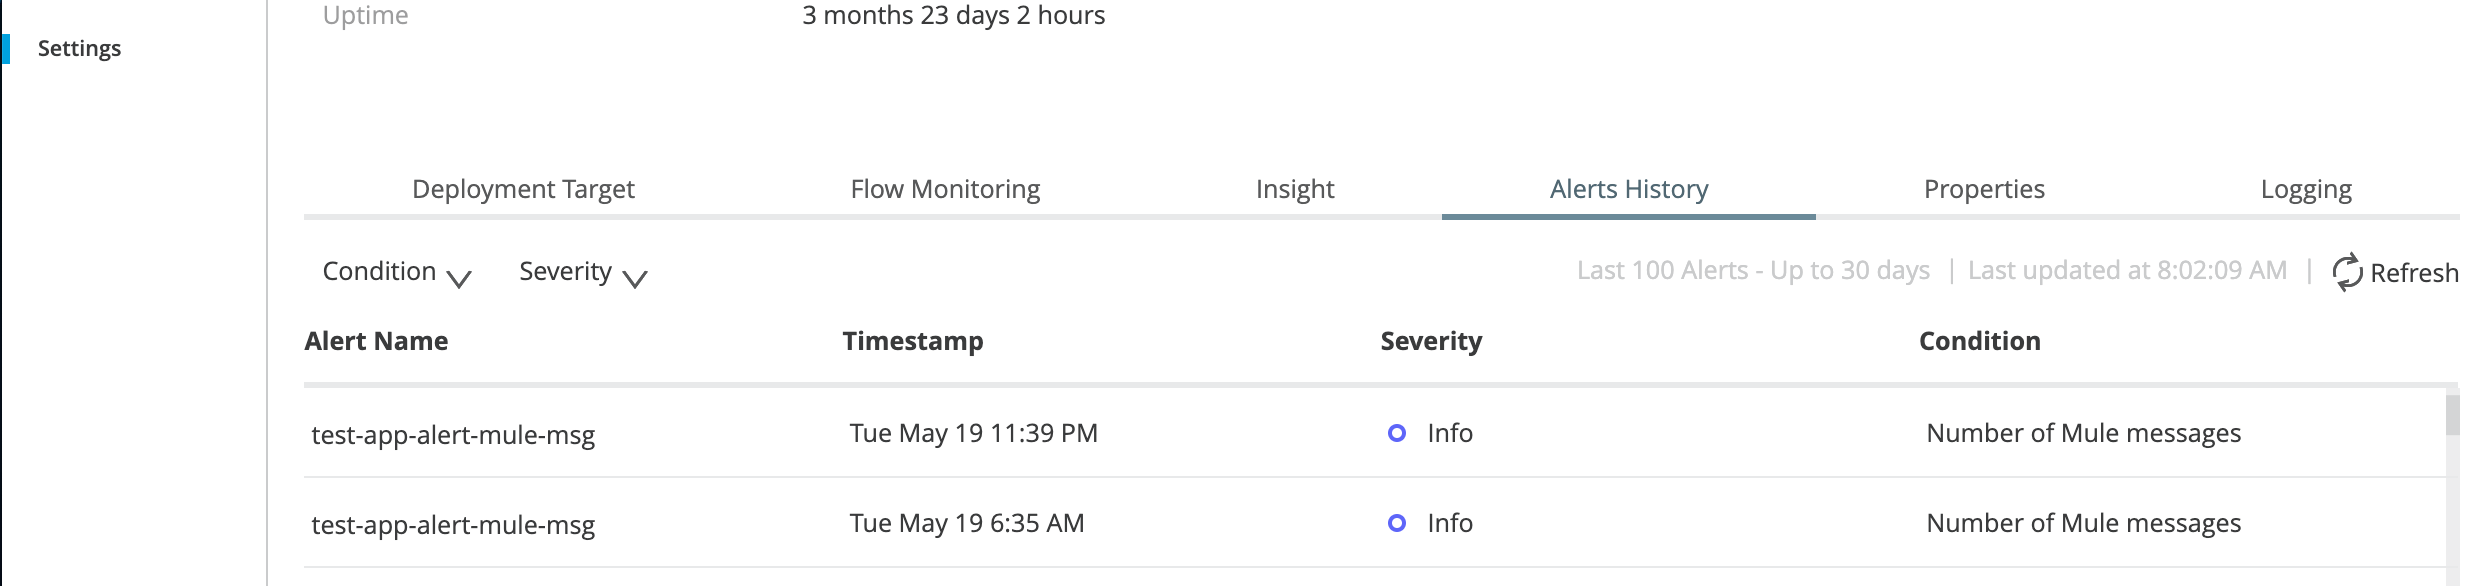 Uptime 3 months 23 days 2 hours
Settings
Deployment Target Flow Monitoring Insight Alerts History Properties Logging
Condition Severity Last 100 Alerts - Up to 30 days | Last updated at 8:02:09 AM | Refresh
Alert Name Timestamp Severity Condition
test-app-alert-mule-msg Tue May 19 11:39 PM Info Number of Mule messages
test-app-alert-mule-msg Tue May 19 6:35 AM Info Number of Mule messages